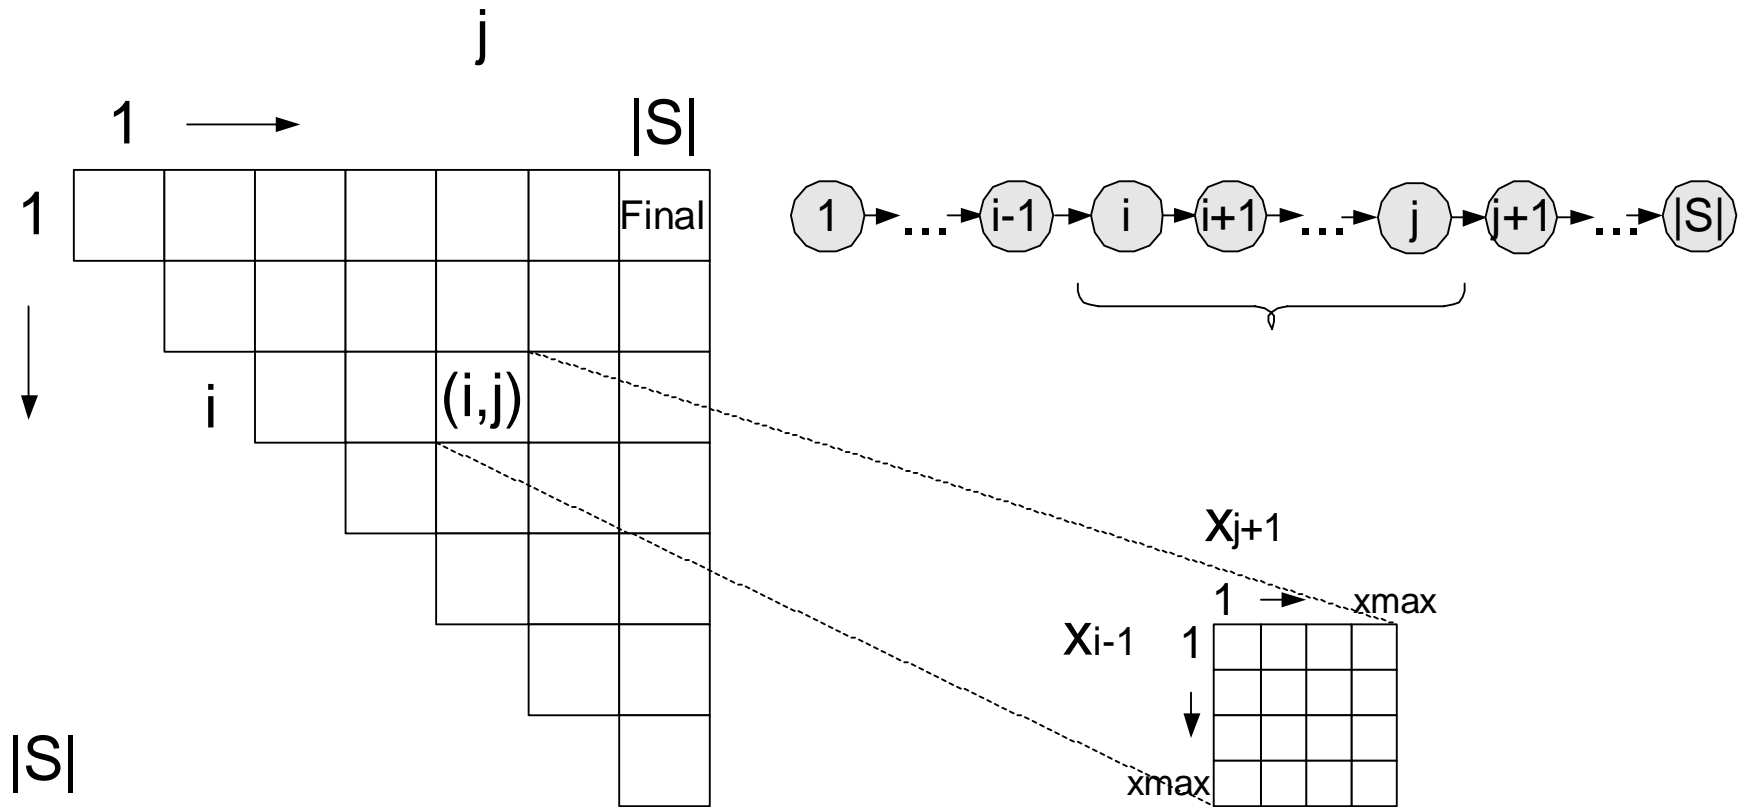 j
1 |S|
1 Final
1 ... i-1 i i+1 ... j j+1 ... |S|
i (i,j)
xj+1
1 xmax
xi-1 1
xmax
|S|